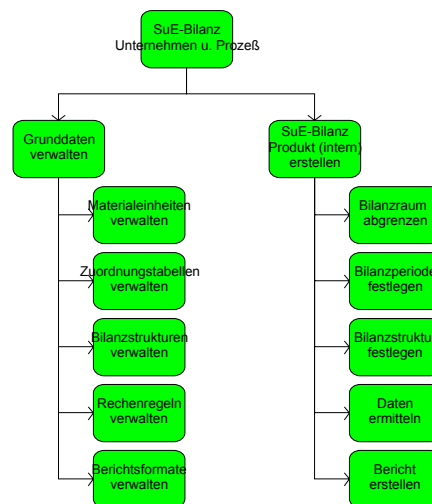 SuE-Bilanz
Unternehmen u. Prozeß
Grunddaten
verwalten
Materialeinheiten
verwalten
Zuordnungstabellen
verwalten
Bilanzstrukturen
verwalten
Rechenregeln
verwalten
Berichtsformate
verwalten
SuE-Bilanz
Produkt (intern)
erstellen
Bilanzraum
abgrenzen
Bilanzperiode
festlegen
Bilanzstruktu
festlegen
Daten
ermitteln
Bericht
erstellen